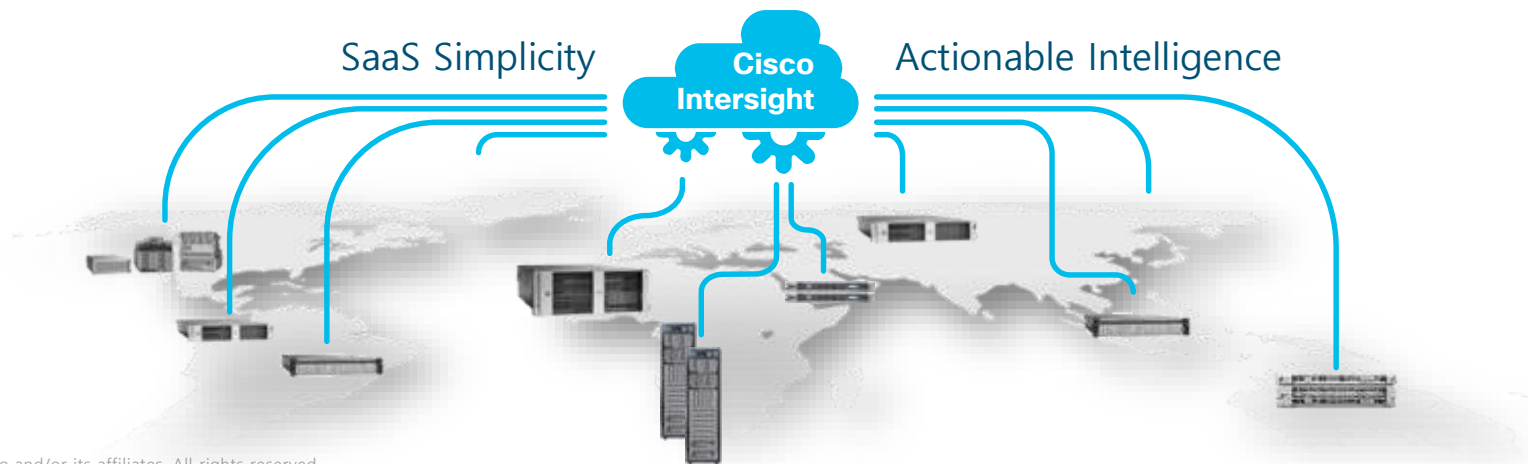 SaaS Simplicity
Cisco
Intersight
Actionable Intelligence
and/or its affiliates. All rights reserved.